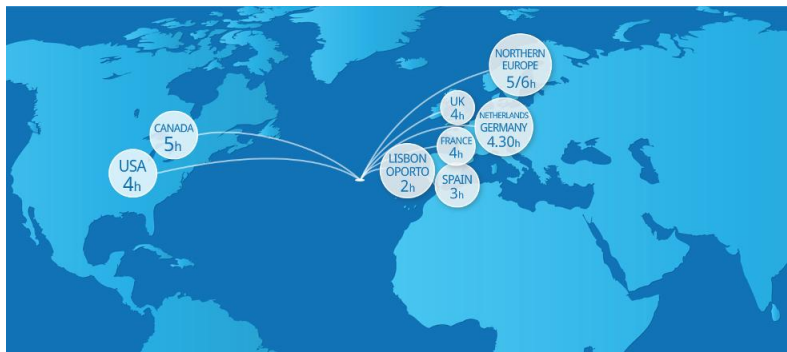 NORTHERN
EUROPE
5/6h
UK
4h
NETHERLANDS
GERMANY
4.30h
CANADA
5h
FRANCE
4h
USA
4h
LISBON
OPORTO
2h
SPAIN
3h